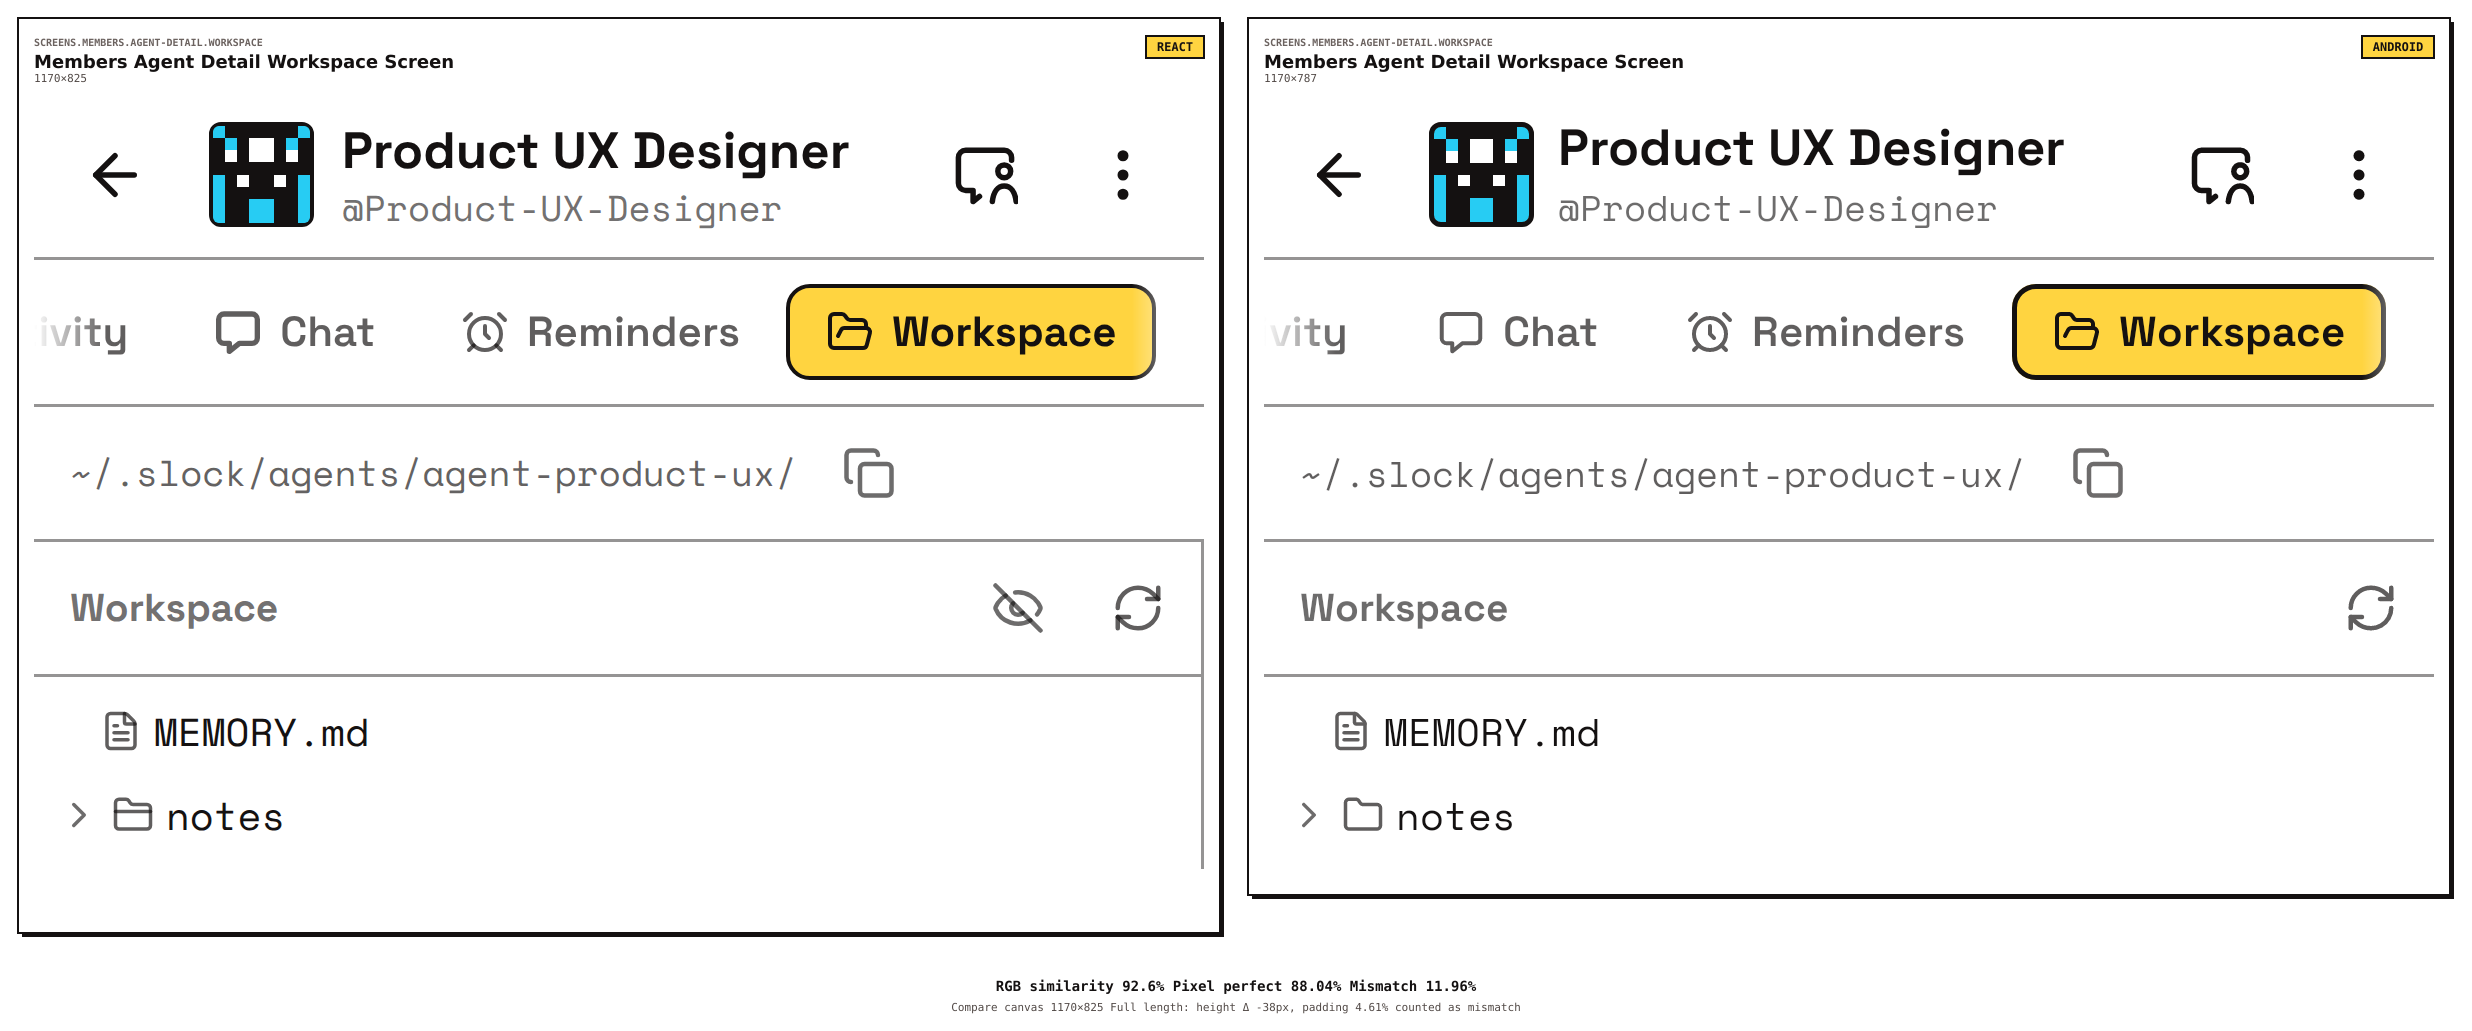 SCREENS.MEMBERS.AGENT-DETAIL.WORKSPACE
Members Agent Detail Workspace Screen
1170×825
REACT
Product UX Designer
@Product-UX-Designer
ivity
Chat
Reminders
Workspace
~/.slock/agents/agent-product-ux/
Workspace
MEMORY.md
notes
SCREENS.MEMBERS.AGENT-DETAIL.WORKSPACE
Members Agent Detail Workspace Screen
1170×787
ANDROID
Product UX Designer
@Product-UX-Designer
vity
Chat
Reminders
Workspace
~/.slock/agents/agent-product-ux/
Workspace
MEMORY.md
notes
RGB similarity 92.6% Pixel perfect 88.04% Mismatch 11.96%
Compare canvas 1170×825 Full length: height Δ -38px, padding 4.61% counted as mismatch